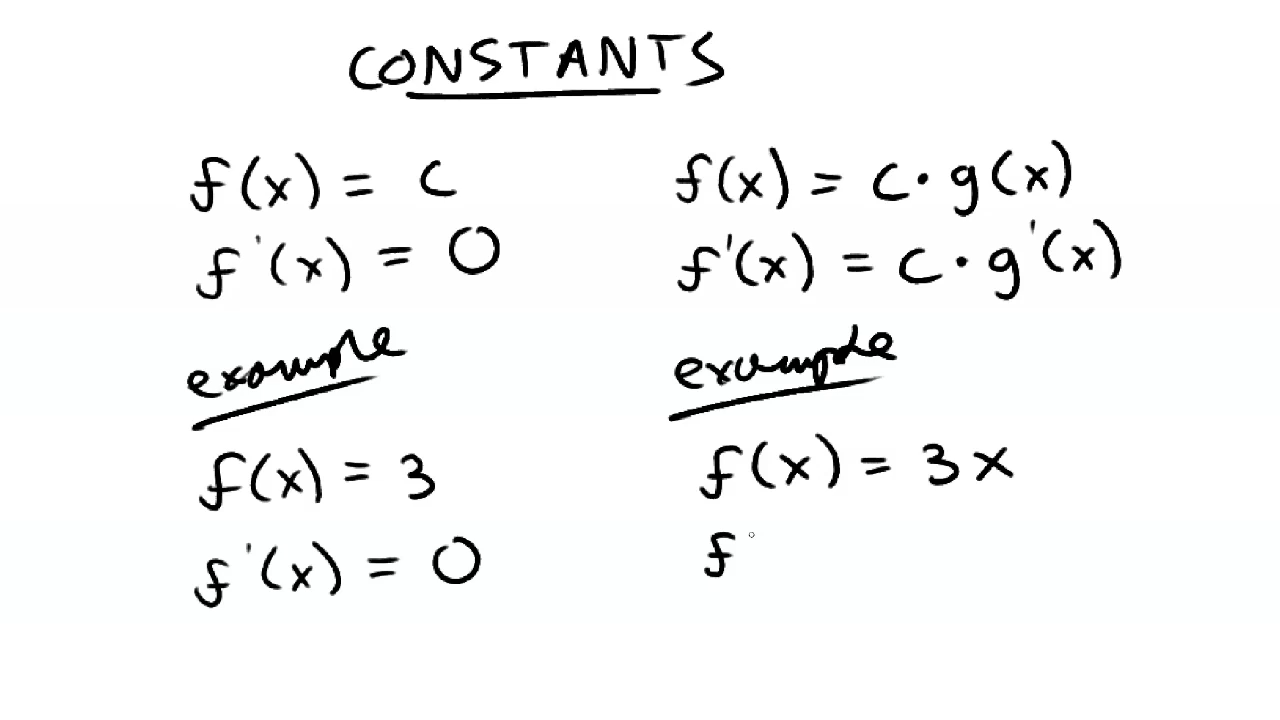 CONSTANTS
f(x) = c
f'(x) = 0
example
f(x) = 3
f'(x) = 0
f(x) = c·g(x)
f'(x) = c·g'(x)
example
f(x) = 3x
f